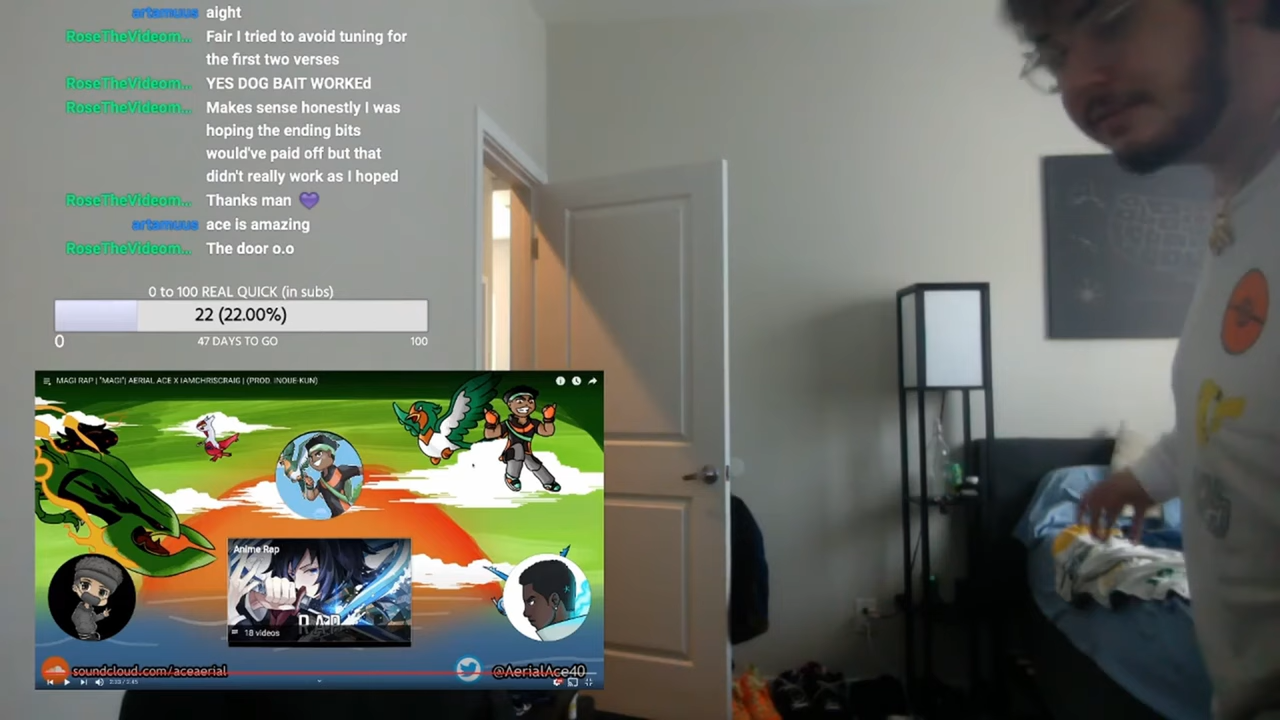 artamuus aight
RoseTheVideom... Fair I tried to avoid tuning for
the first two verses
RoseTheVideom... YES DOG BAIT WORKEd
RoseTheVideom... Makes sense honestly I was
hoping the ending bits
would've paid off but that
didn't really work as I hoped
RoseTheVideom... Thanks man 💜
artamuus ace is amazing
RoseTheVideom... The door o.o
0 to 100 REAL QUICK (in subs)
22 (22.00%)
0 47 DAYS TO GO 100
MAGI RAP | "MAGI"| AERIAL ACE X IAMCHRISCRAIG | (PROD. INOUE-KUN)
Anime Rap
18 videos
soundcloud.com/aceaerial
@AerialAce40